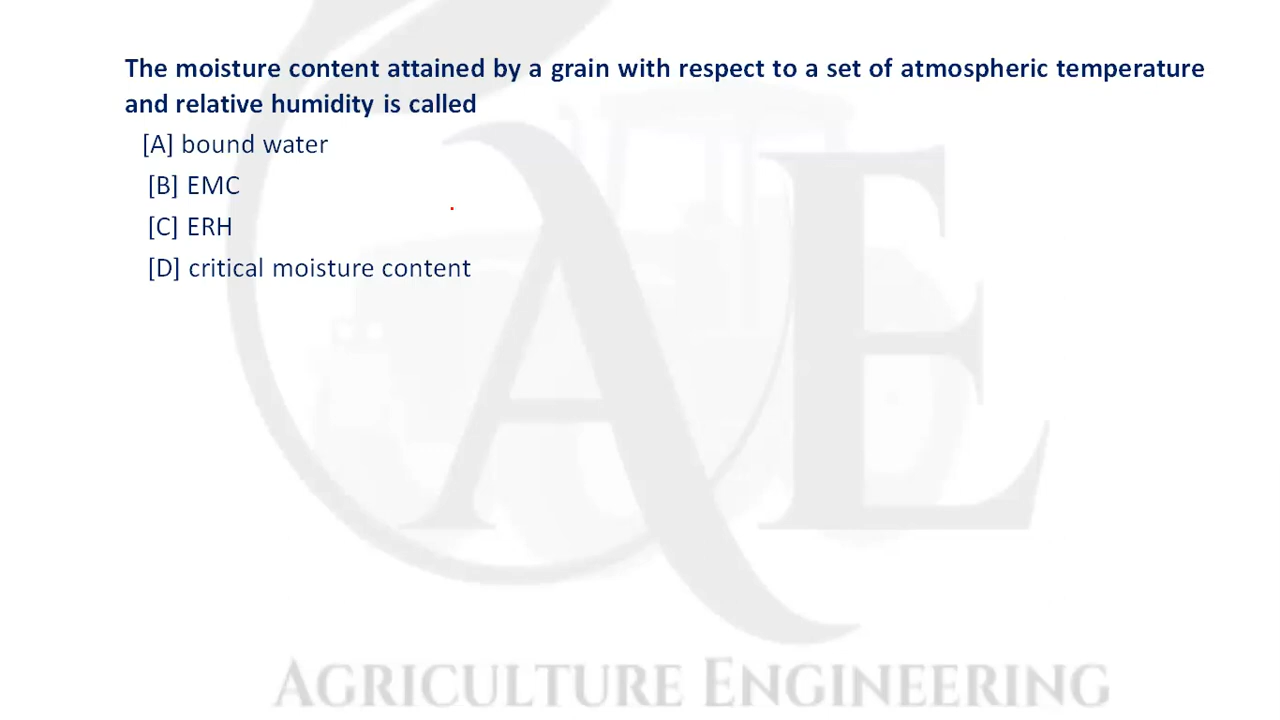 The moisture content attained by a grain with respect to a set of atmospheric temperature
and relative humidity is called
[A] bound water
[B] EMC
[C] ERH
[D] critical moisture content
AE
AGRICULTURE ENGINEERING